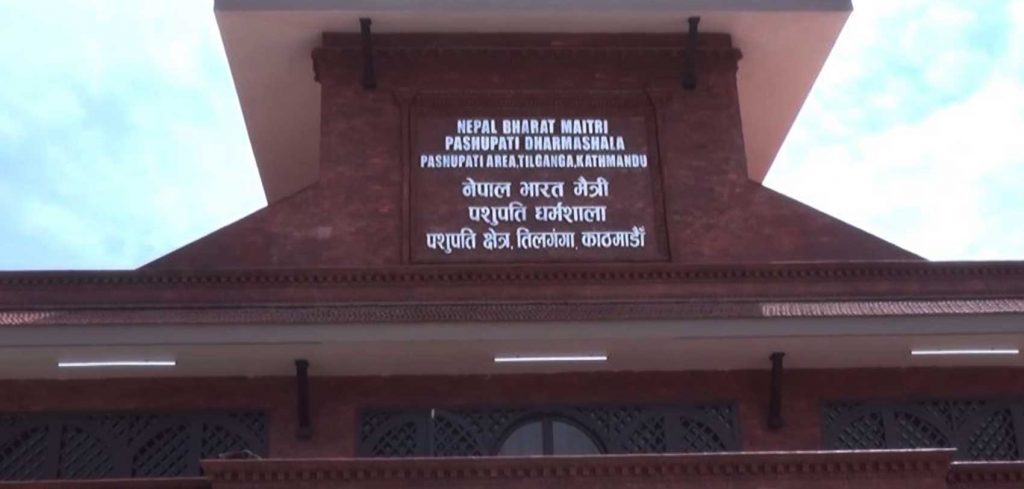 NEPAL BHARAT MAITRI
PASHUPATI DHARMASHALA
PASHUPATI AREA,TILGANGA,KATHMANDU
नेपाल भारत मैत्री
पशुपति धर्मशाला
पशुपति क्षेत्र, तिलगंगा, काठमाडौँ